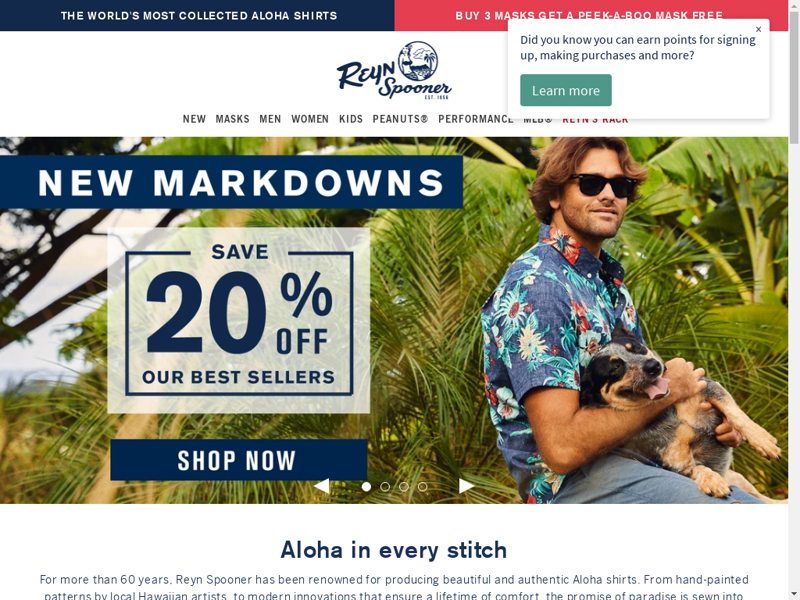 THE WORLD'S MOST COLLECTED ALOHA SHIRTS
BUY 3 MASKS GET A PEEK-A-BOO MASK FREE
Did you know you can earn points for signing
up, making purchases and more?
×
Learn more
Reyn
Spooner
EST. 1956
NEW MASKS MEN WOMEN KIDS PEANUTS® PERFORMANCE MLB® REYN'S RACK
NEW MARKDOWNS
SAVE
20%
OFF
OUR BEST SELLERS
SHOP NOW
Aloha in every stitch
For more than 60 years, Reyn Spooner has been renowned for producing beautiful and authentic Aloha shirts. From hand-painted
patterns by local Hawaiian artists, to modern innovations that ensure a lifetime of comfort, the promise of paradise is sewn into